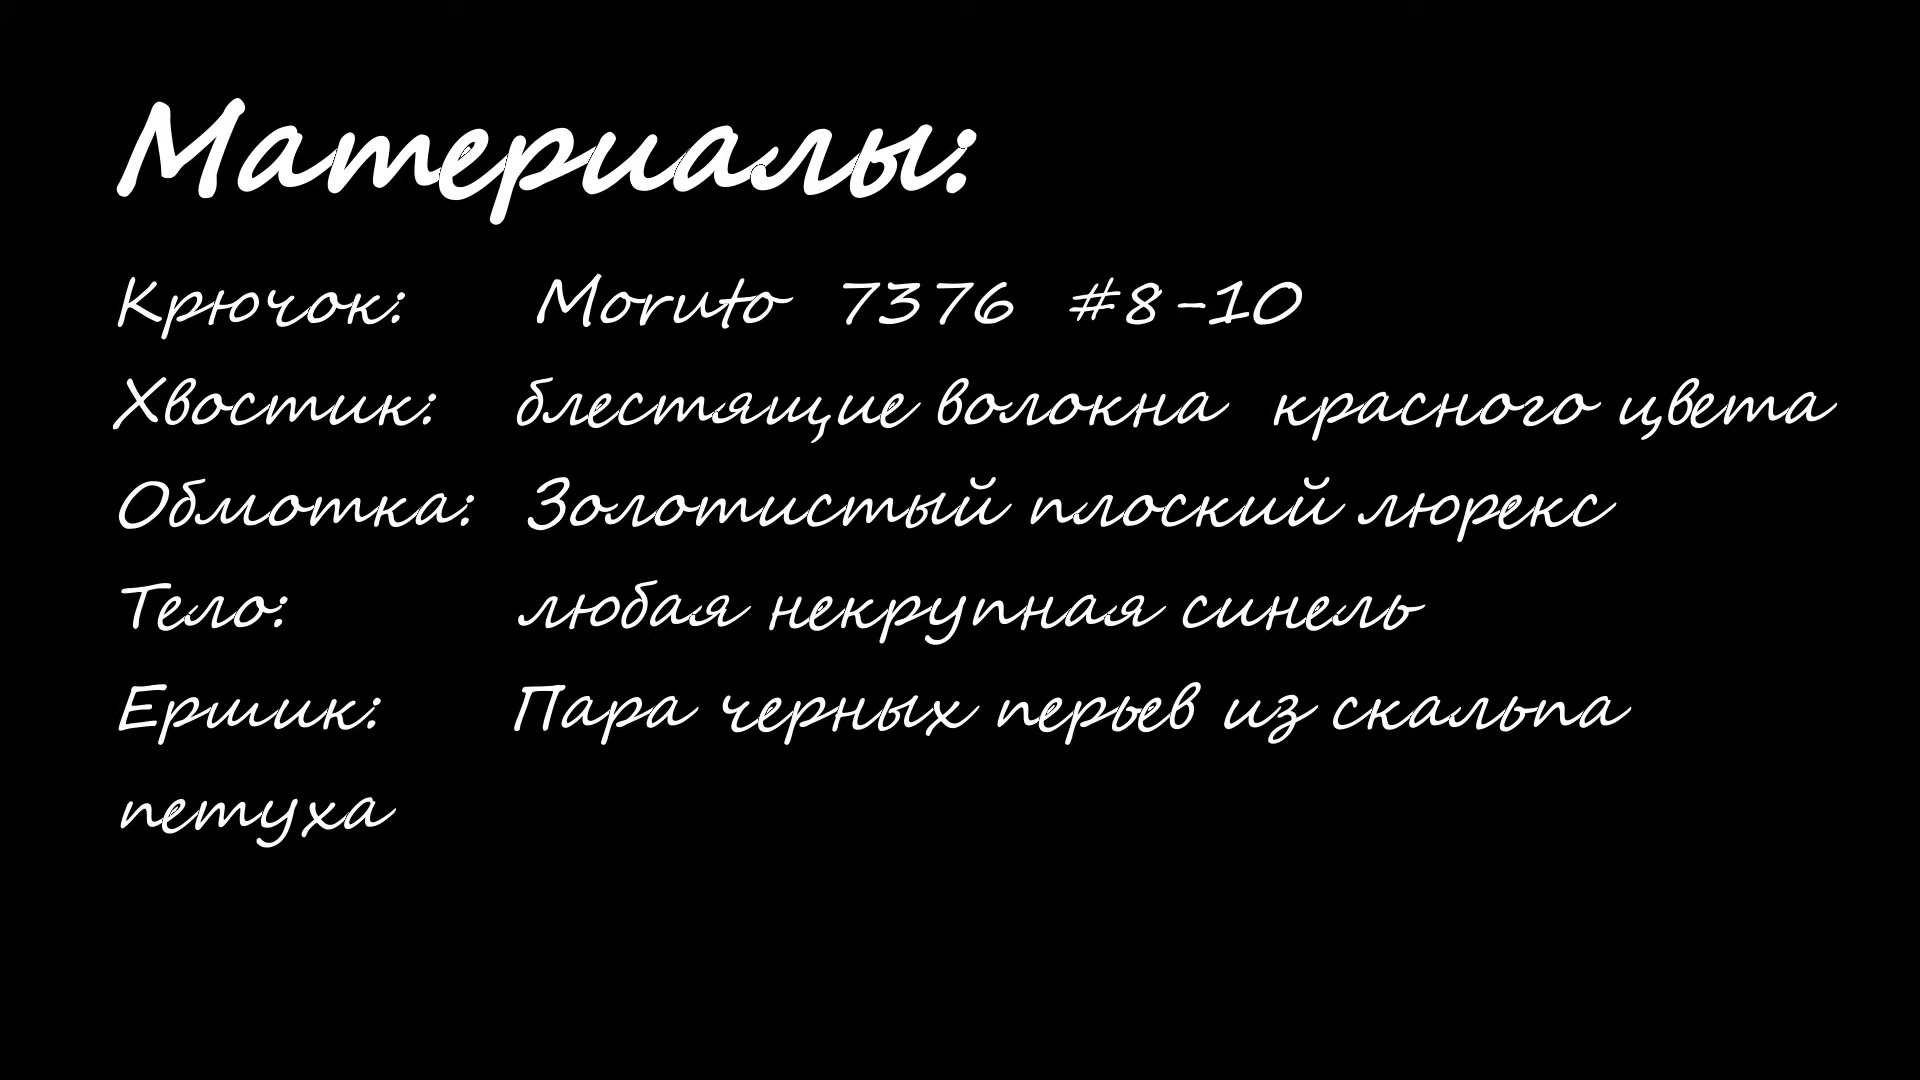 Материалы:
Крючок: Moruto 7376 #8-10
Хвостик: блестящие волокна красного цвета
Обмотка: Золотистый плоский люрекс
Тело: любая некрупная синель
Ершик: Пара черных перьев из скальпа
петуха